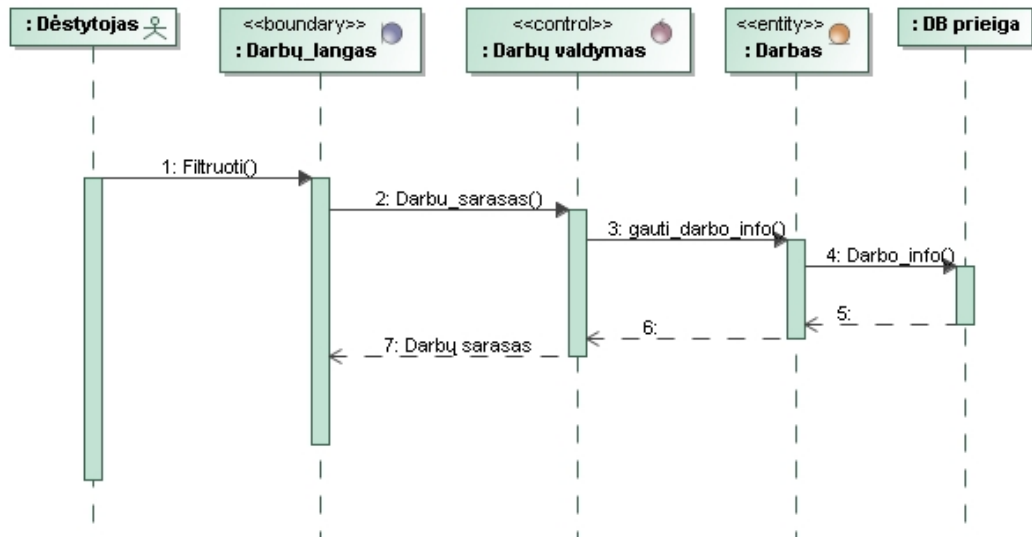 : Dėstytojas
<<boundary>>
: Darbų_langas
<<control>>
: Darbų valdymas
<<entity>>
: Darbas
: DB prieiga
1: Filtruoti()
2: Darbu_sarasas()
3: gauti_darbo_info()
4: Darbo_info()
5:
6:
7: Darbų sarasas